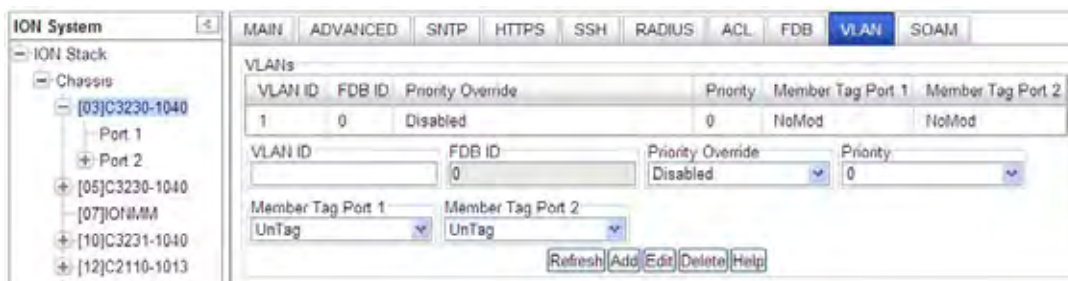 ION System
ION Stack
Chassis
[03]C3230-1040
Port 1
Port 2
[05]C3230-1040
[07]IONMM
[10]C3231-1040
[12]C2110-1013
MAIN ADVANCED SNTP HTTPS SSH RADIUS ACL FDB VLAN SOAM
VLANs
VLAN ID FDB ID Priority Override Priority Member Tag Port 1 Member Tag Port 2
1 0 Disabled 0 NoMod NoMod
VLAN ID FDB ID Priority Override Priority
0 Disabled 0
Member Tag Port 1 Member Tag Port 2
UnTag UnTag
Refresh Add Edit Delete Help